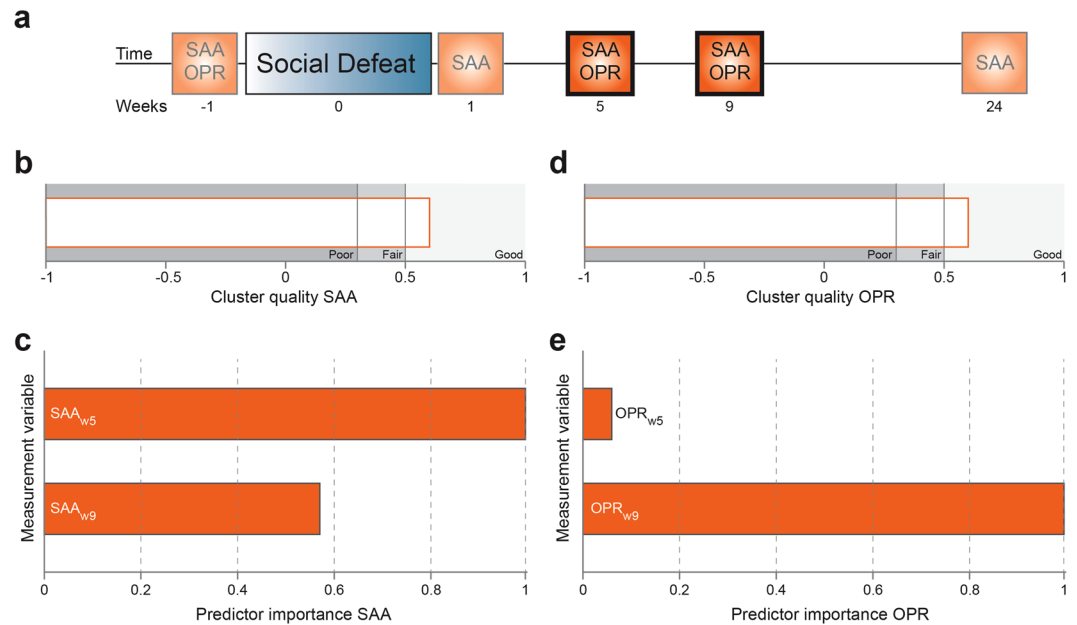 a
Time
SAA
OPR
Social Defeat
SAA
SAA
OPR
SAA
OPR
SAA
Weeks
-1
0
1
5
9
24
b
Poor
Fair
Good
-1
-0.5
0
0.5
1
Cluster quality SAA
d
Poor
Fair
Good
-1
-0.5
0
0.5
1
Cluster quality OPR
c
Measurement variable
SAAw5
SAAw9
0
0.2
0.4
0.6
0.8
1
Predictor importance SAA
e
Measurement variable
OPRw5
OPRw9
0
0.2
0.4
0.6
0.8
1
Predictor importance OPR